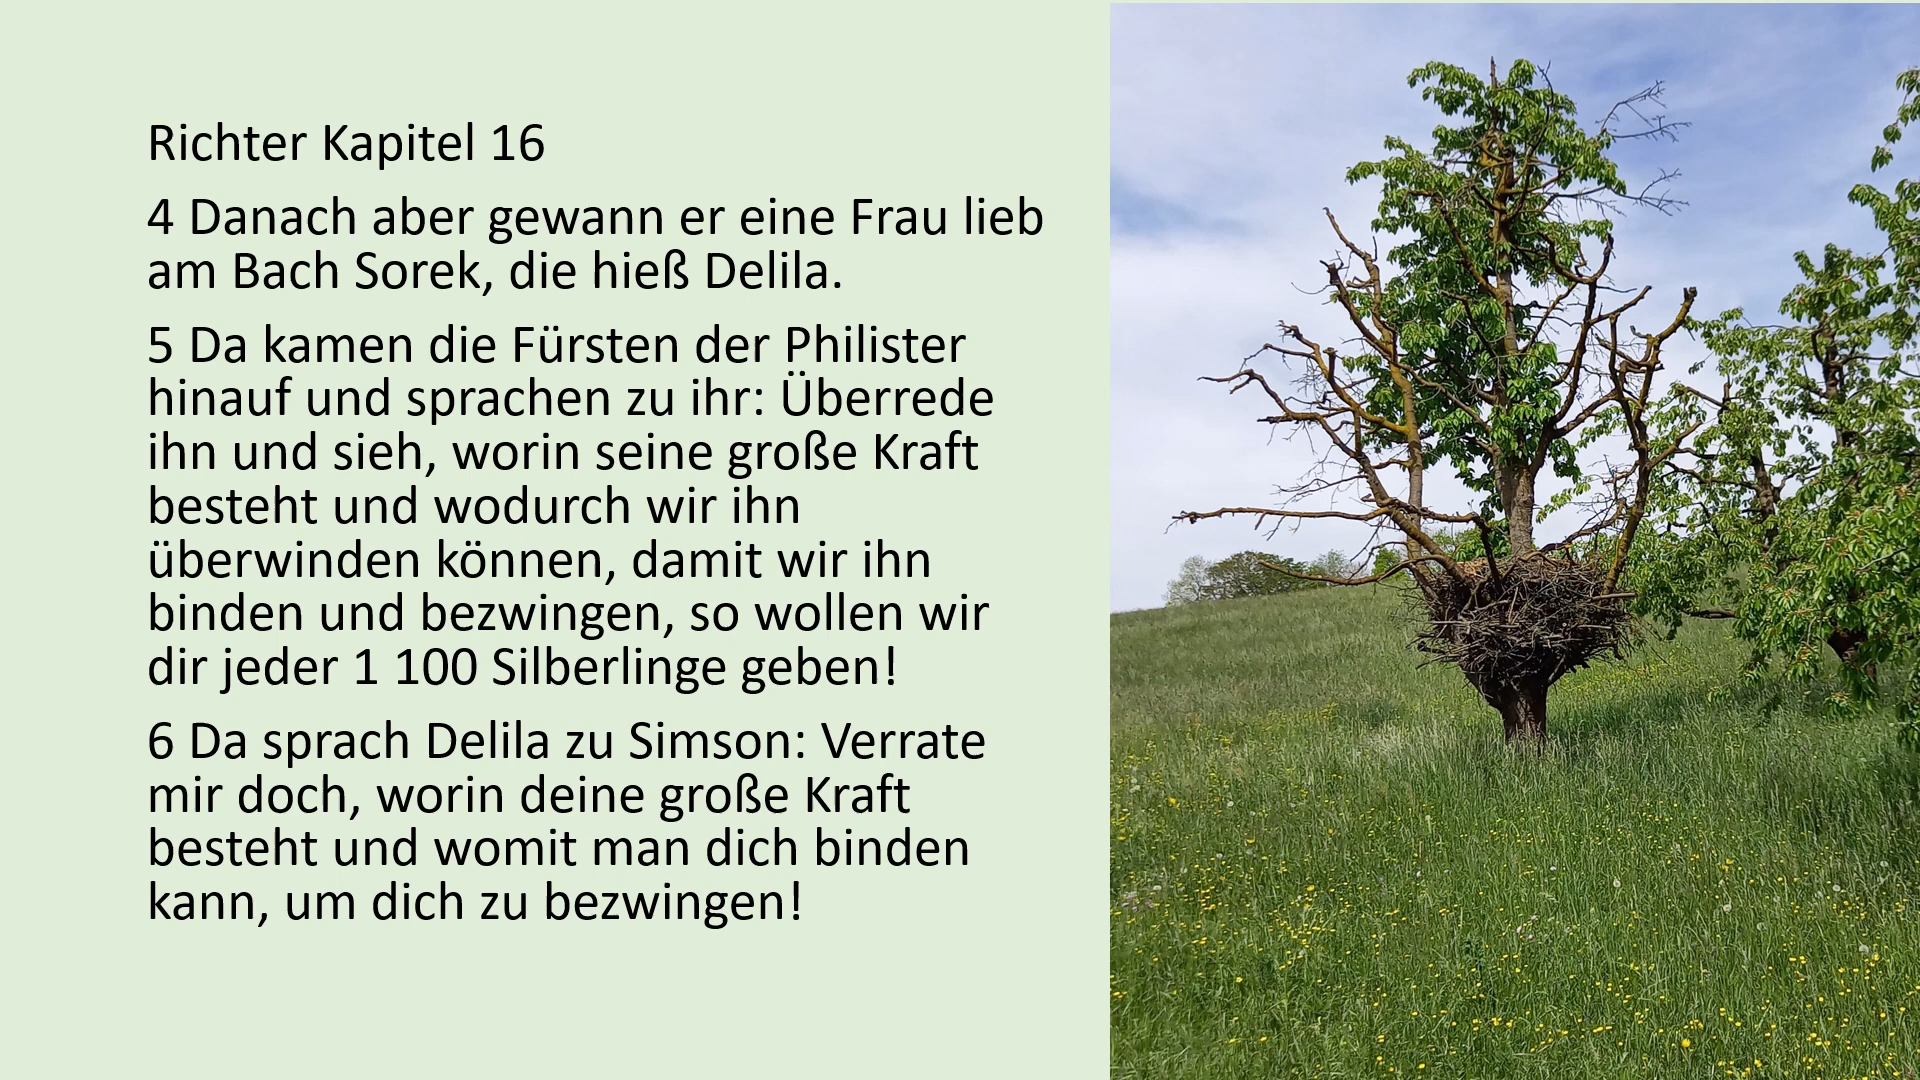 Richter Kapitel 16
4 Danach aber gewann er eine Frau lieb
am Bach Sorek, die hieß Delila.
5 Da kamen die Fürsten der Philister
hinauf und sprachen zu ihr: Überrede
ihn und sieh, worin seine große Kraft
besteht und wodurch wir ihn
überwinden können, damit wir ihn
binden und bezwingen, so wollen wir
dir jeder 1 100 Silberlinge geben!
6 Da sprach Delila zu Simson: Verrate
mir doch, worin deine große Kraft
besteht und womit man dich binden
kann, um dich zu bezwingen!